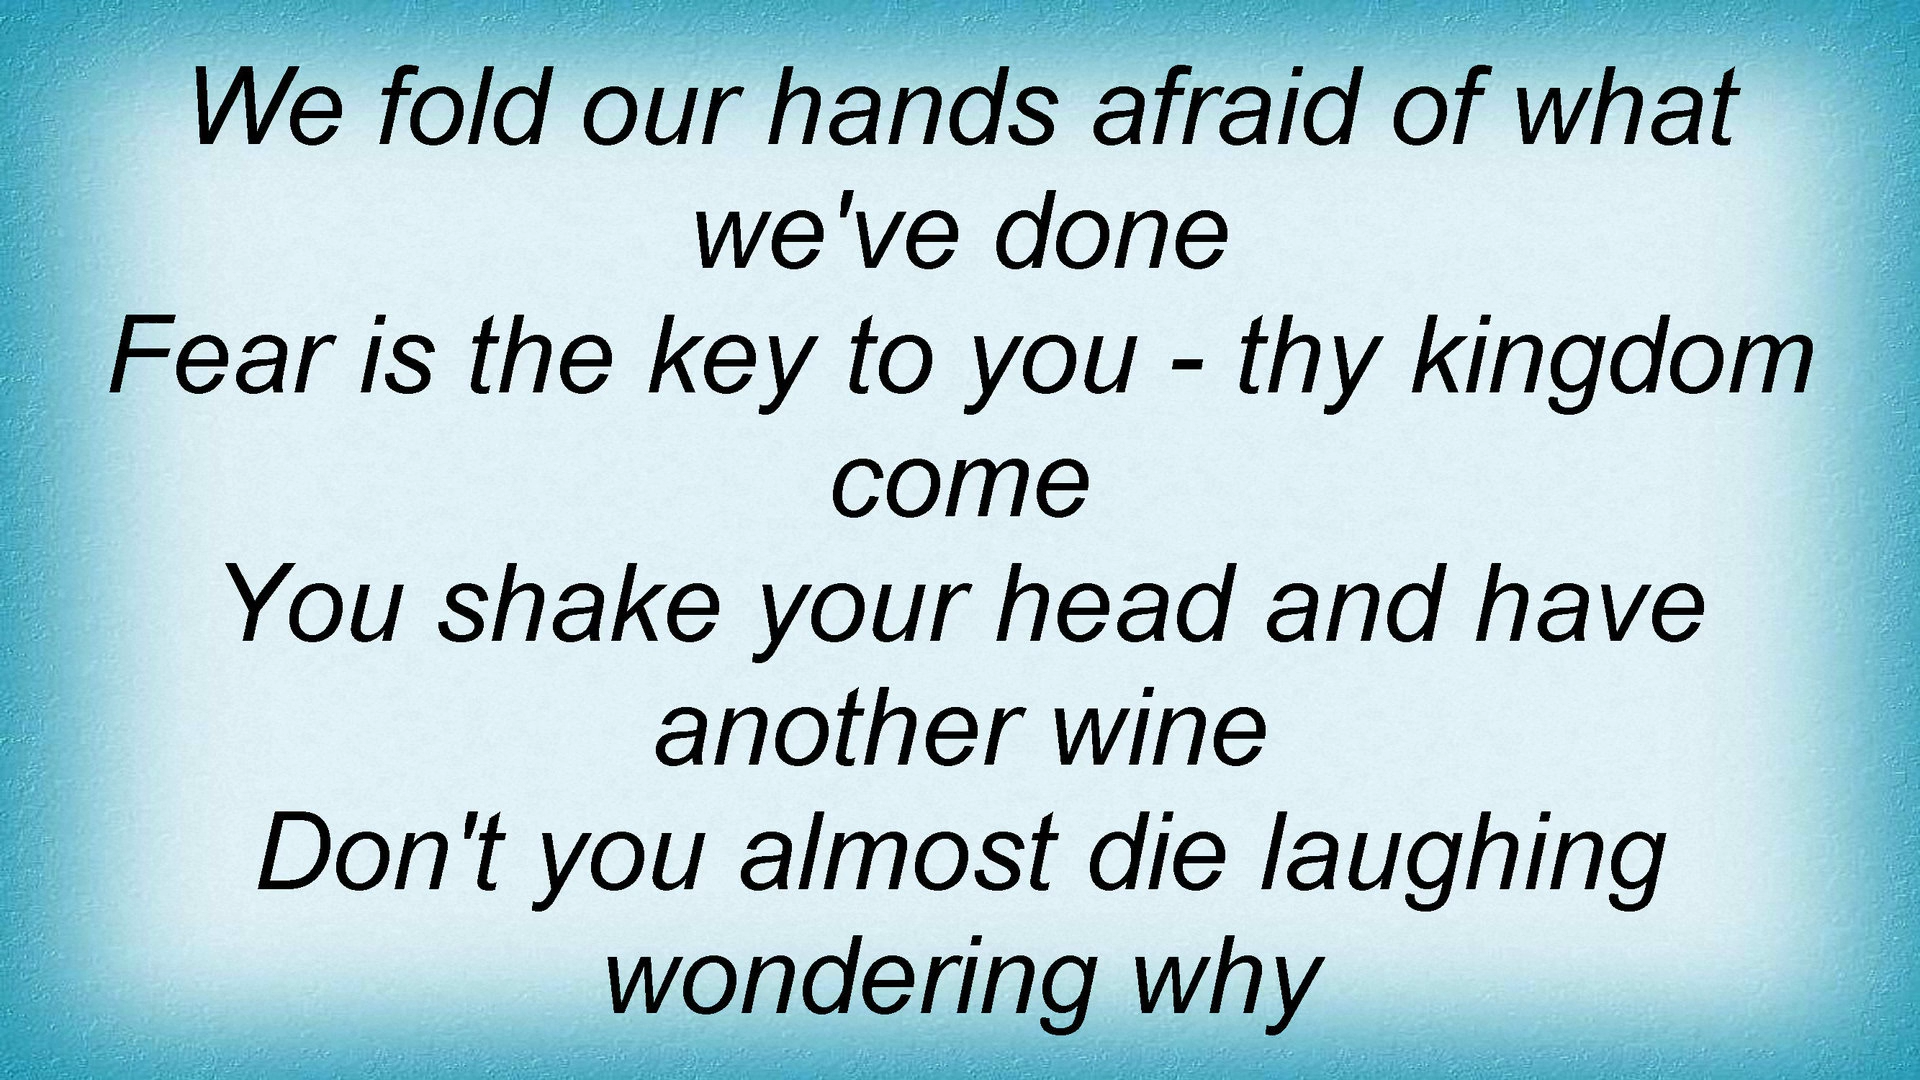 We fold our hands afraid of what
we've done
Fear is the key to you - thy kingdom
come
You shake your head and have
another wine
Don't you almost die laughing
wondering why